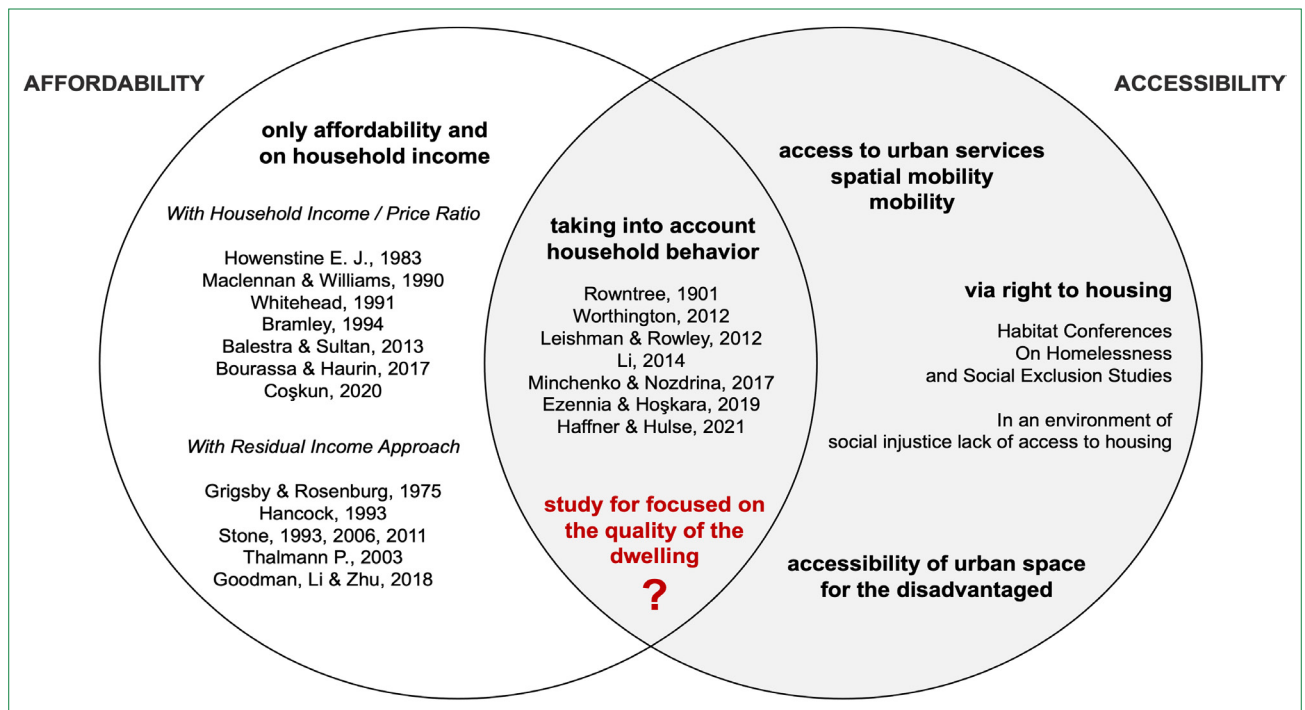 AFFORDABILITY
only affordability and
on household income
With Household Income / Price Ratio
Howenstine E. J., 1983
Maclennan & Williams, 1990
Whitehead, 1991
Bramley, 1994
Balestra & Sultan, 2013
Bourassa & Haurin, 2017
Coşkun, 2020
With Residual Income Approach
Grigsby & Rosenburg, 1975
Hancock, 1993
Stone, 1993, 2006, 2011
Thalmann P., 2003
Goodman, Li & Zhu, 2018
taking into account
household behavior
Rowntree, 1901
Worthington, 2012
Leishman & Rowley, 2012
Li, 2014
Minchenko & Nozdrina, 2017
Ezennia & Hoşkara, 2019
Haffner & Hulse, 2021
study for focused on
the quality of the
dwelling
?
ACCESSIBILITY
access to urban services
spatial mobility
mobility
via right to housing
Habitat Conferences
On Homelessness
and Social Exclusion Studies
In an environment of
social injustice lack of access to housing
accessibility of urban space
for the disadvantaged